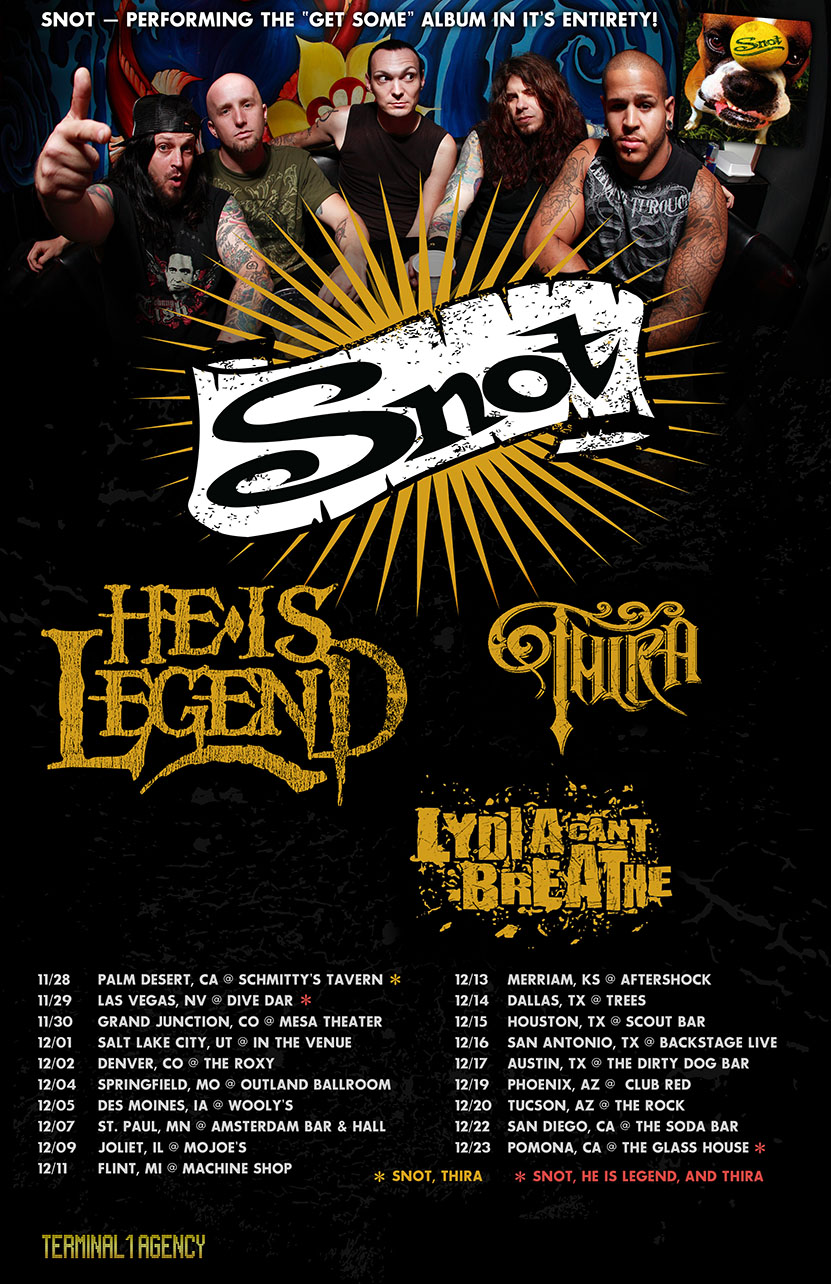 SNOT — PERFORMING THE "GET SOME" ALBUM IN IT'S ENTIRETY!
Snot
Snot
HE IS
LEGEND
THIRA
LYDIA CAN'T
BREATHE
11/28 PALM DESERT, CA @ SCHMITTY'S TAVERN *
11/29 LAS VEGAS, NV @ DIVE DAR *
11/30 GRAND JUNCTION, CO @ MESA THEATER
12/01 SALT LAKE CITY, UT @ IN THE VENUE
12/02 DENVER, CO @ THE ROXY
12/04 SPRINGFIELD, MO @ OUTLAND BALLROOM
12/05 DES MOINES, IA @ WOOLY'S
12/07 ST. PAUL, MN @ AMSTERDAM BAR & HALL
12/09 JOLIET, IL @ MOJOE'S
12/11 FLINT, MI @ MACHINE SHOP
12/13 MERRIAM, KS @ AFTERSHOCK
12/14 DALLAS, TX @ TREES
12/15 HOUSTON, TX @ SCOUT BAR
12/16 SAN ANTONIO, TX @ BACKSTAGE LIVE
12/17 AUSTIN, TX @ THE DIRTY DOG BAR
12/19 PHOENIX, AZ @ CLUB RED
12/20 TUCSON, AZ @ THE ROCK
12/22 SAN DIEGO, CA @ THE SODA BAR
12/23 POMONA, CA @ THE GLASS HOUSE *
* SNOT, THIRA
* SNOT, HE IS LEGEND, AND THIRA
TERMINAL 1 AGENCY